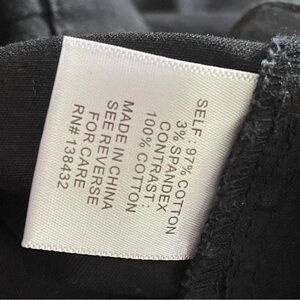 SELF: 97% COTTON
3% SPANDEX
CONTRAST:
100% COTTON
MADE IN CHINA
SEE REVERSE
FOR CARE
RN# 138432